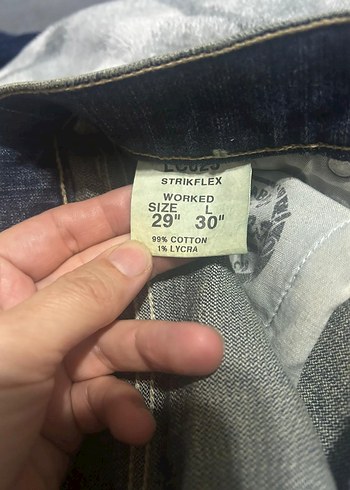 STRIKFLEX
WORKED
SIZE L
29" 30"
99% COTTON
1% LYCRA